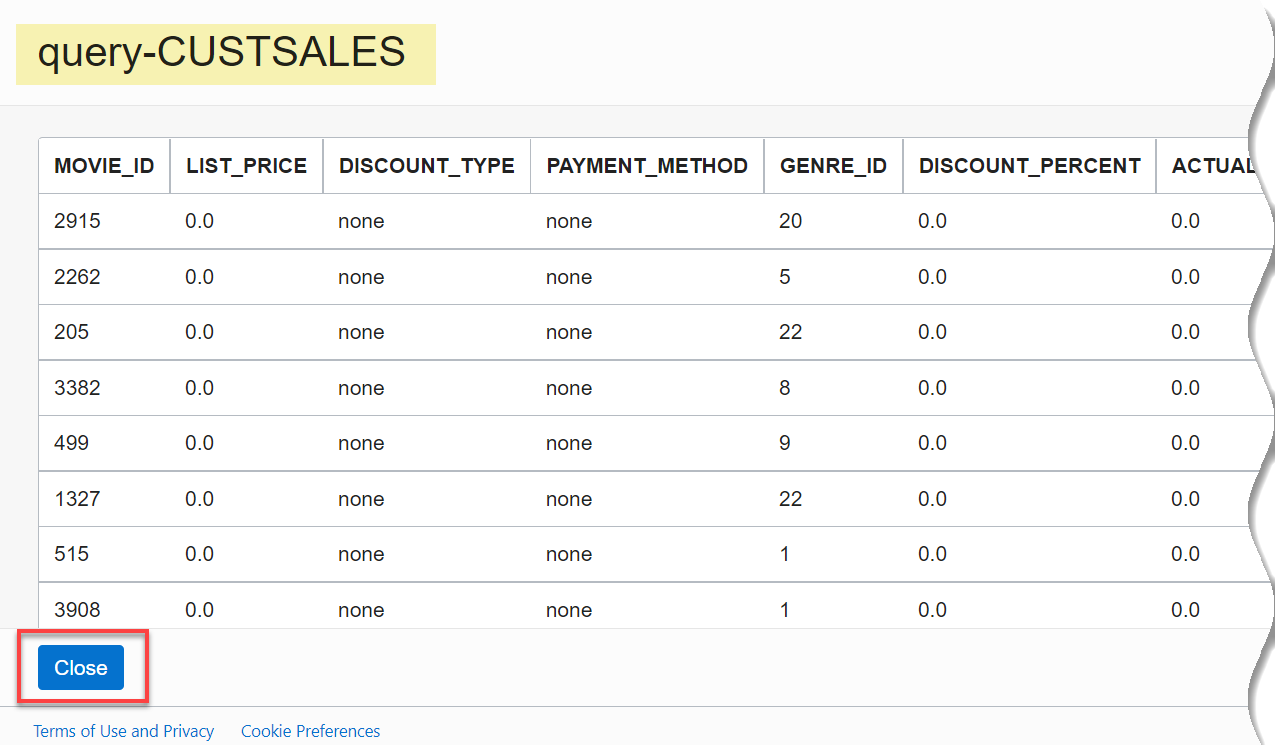 query-CUSTSALES
MOVIE_ID LIST_PRICE DISCOUNT_TYPE PAYMENT_METHOD GENRE_ID DISCOUNT_PERCENT ACTUAL
2915 0.0 none none 20 0.0 0.0
2262 0.0 none none 5 0.0 0.0
205 0.0 none none 22 0.0 0.0
3382 0.0 none none 8 0.0 0.0
499 0.0 none none 9 0.0 0.0
1327 0.0 none none 22 0.0 0.0
515 0.0 none none 1 0.0 0.0
3908 0.0 none none 1 0.0 0.0
Close
Terms of Use and Privacy Cookie Preferences